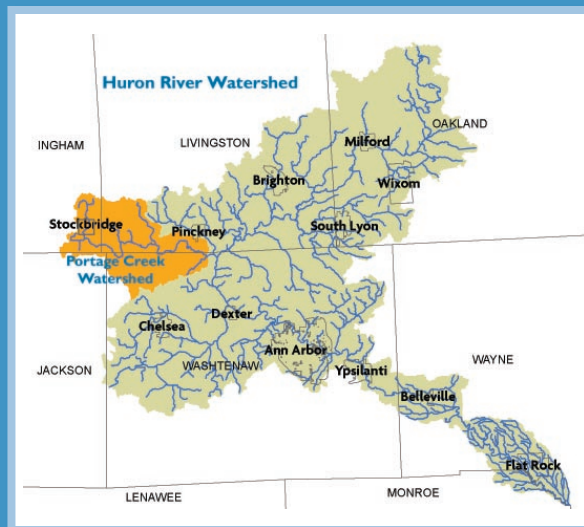 Huron River Watershed
OAKLAND
INGHAM
LIVINGSTON
Milford
Brighton
Wixom
Stockbridge
Pinckney
South Lyon
Portage Creek
Watershed
Dexter
Chelsea
Ann Arbor
WAYNE
JACKSON
WASHTENAW
Ypsilanti
Belleville
Flat Rock
LENAWEE
MONROE